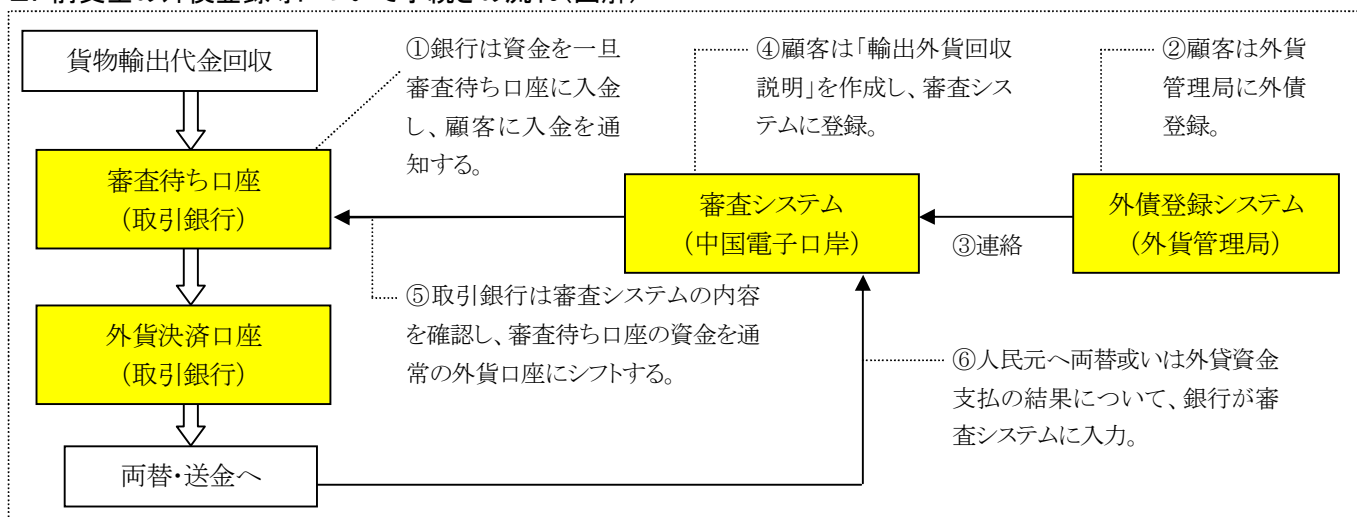 貨物輸出代金回収
①銀行は資金を一旦
審査待ち口座に入金
し、顧客に入金を通
知する。
④顧客は「輸出外貨回収
説明」を作成し、審査シス
テムに登録。
②顧客は外貨
管理局に外債
登録。
審査待ち口座
(取引銀行)
審査システム
(中国電子口岸)
外債登録システム
(外貨管理局)
③連絡
⑤取引銀行は審査システムの内容
を確認し、審査待ち口座の資金を通
常の外貨口座にシフトする。
外貨決済口座
(取引銀行)
⑥人民元へ両替或いは外貸資金
支払の結果について、銀行が審
査システムに入力。
両替・送金へ